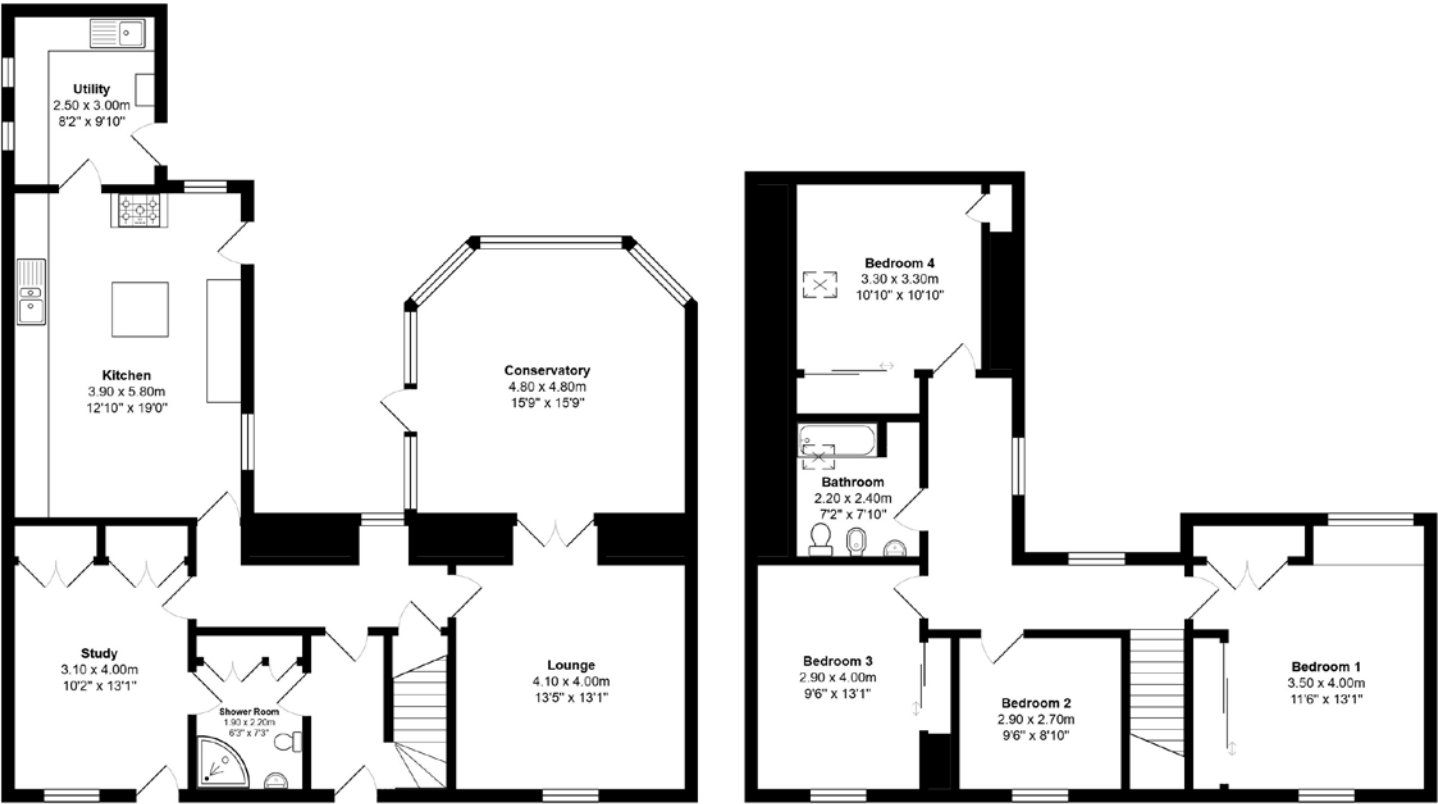 Utility
2.50 x 3.00m
8'2" x 9'10"
Kitchen
3.90 x 5.80m
12'10" x 19'0"
Conservatory
4.80 x 4.80m
15'9" x 15'9"
Study
3.10 x 4.00m
10'2" x 13'1"
Shower Room
1.90 x 2.20m
6'3" x 7'3"
Lounge
4.10 x 4.00m
13'5" x 13'1
Bedroom 4
3.30 x 3.30m
10'10" x 10'10"
Bathroom
2.20 x 2.40m
7'2" x 7'10"
Bedroom 3
2.90 x 4.00m
9'6" x 13'1"
Bedroom 2
2.90 x 2.70m
9'6" x 8'10"
Bedroom 1
3.50 x 4.00m
11'6" x 13'1"